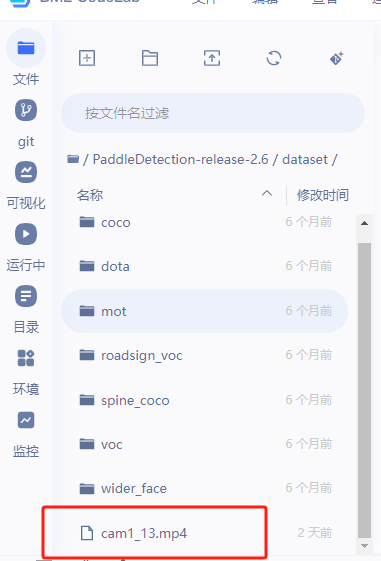 文件
git
可视化
运行中
目录
环境
监控
按文件名过滤
/ PaddleDetection-release-2.6 / dataset /
名称 修改时间
coco 6 个月前
dota 6 个月前
mot 6 个月前
roadsign_voc 6 个月前
spine_coco 6 个月前
voc 6 个月前
wider_face 6 个月前
cam1_13.mp4 2 天前